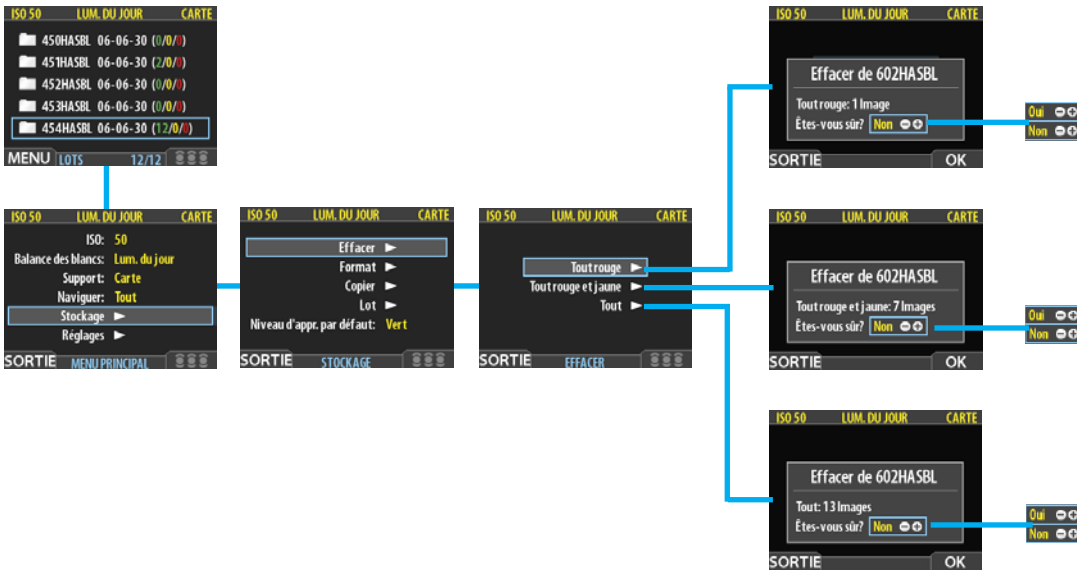 ISO 50 LUM. DU JOUR CARTE
450HASBL 06-06-30 (0/0/0)
451HASBL 06-06-30 (2/0/0)
452HASBL 06-06-30 (0/0/0)
453HASBL 06-06-30 (0/0/0)
454HASBL 06-06-30 (12/0/0)
MENU LOTS 12/12
ISO 50 LUM. DU JOUR CARTE
ISO: 50
Balance des blancs: Lum. du jour
Support: Carte
Naviguer: Tout
Stockage
Réglages
SORTIE MENU PRINCIPAL
ISO 50 LUM. DU JOUR CARTE
Effacer
Format
Copier
Lot
Niveau d'appr. par défaut: Vert
SORTIE STOCKAGE
ISO 50 LUM. DU JOUR CARTE
Tout rouge
Tout rouge et jaune
Tout
SORTIE EFFACER
ISO 50 LUM. DU JOUR CARTE
Effacer de 602HASBL
Tout rouge: 1 Image
Êtes-vous sûr? Non
SORTIE OK
Oui
Non
ISO 50 LUM. DU JOUR CARTE
Effacer de 602HASBL
Tout rouge et jaune: 7 Images
Êtes-vous sûr? Non
SORTIE OK
Oui
Non
ISO 50 LUM. DU JOUR CARTE
Effacer de 602HASBL
Tout: 13 Images
Êtes-vous sûr? Non
SORTIE OK
Oui
Non